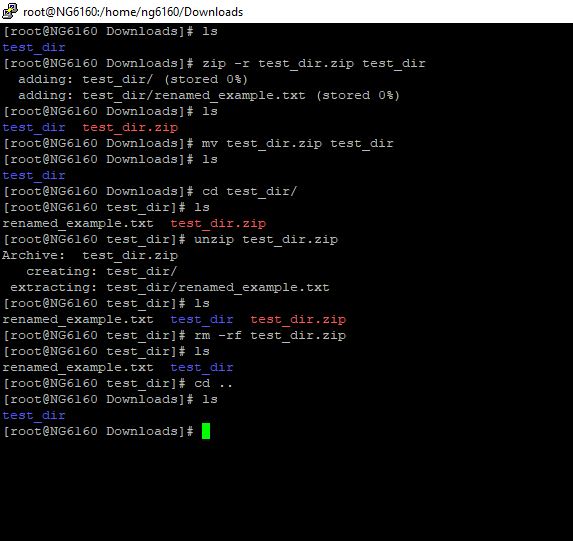 root@NG6160:/home/ng6160/Downloads
[root@NG6160 Downloads]# ls
test_dir
[root@NG6160 Downloads]# zip -r test_dir.zip test_dir
  adding: test_dir/ (stored 0%)
  adding: test_dir/renamed_example.txt (stored 0%)
[root@NG6160 Downloads]# ls
test_dir  test_dir.zip
[root@NG6160 Downloads]# mv test_dir.zip test_dir
[root@NG6160 Downloads]# ls
test_dir
[root@NG6160 Downloads]# cd test_dir/
[root@NG6160 test_dir]# ls
renamed_example.txt  test_dir.zip
[root@NG6160 test_dir]# unzip test_dir.zip
Archive:  test_dir.zip
   creating: test_dir/
 extracting: test_dir/renamed_example.txt
[root@NG6160 test_dir]# ls
renamed_example.txt  test_dir  test_dir.zip
[root@NG6160 test_dir]# rm -rf test_dir.zip
[root@NG6160 test_dir]# ls
renamed_example.txt  test_dir
[root@NG6160 test_dir]# cd ..
[root@NG6160 Downloads]# ls
test_dir
[root@NG6160 Downloads]#